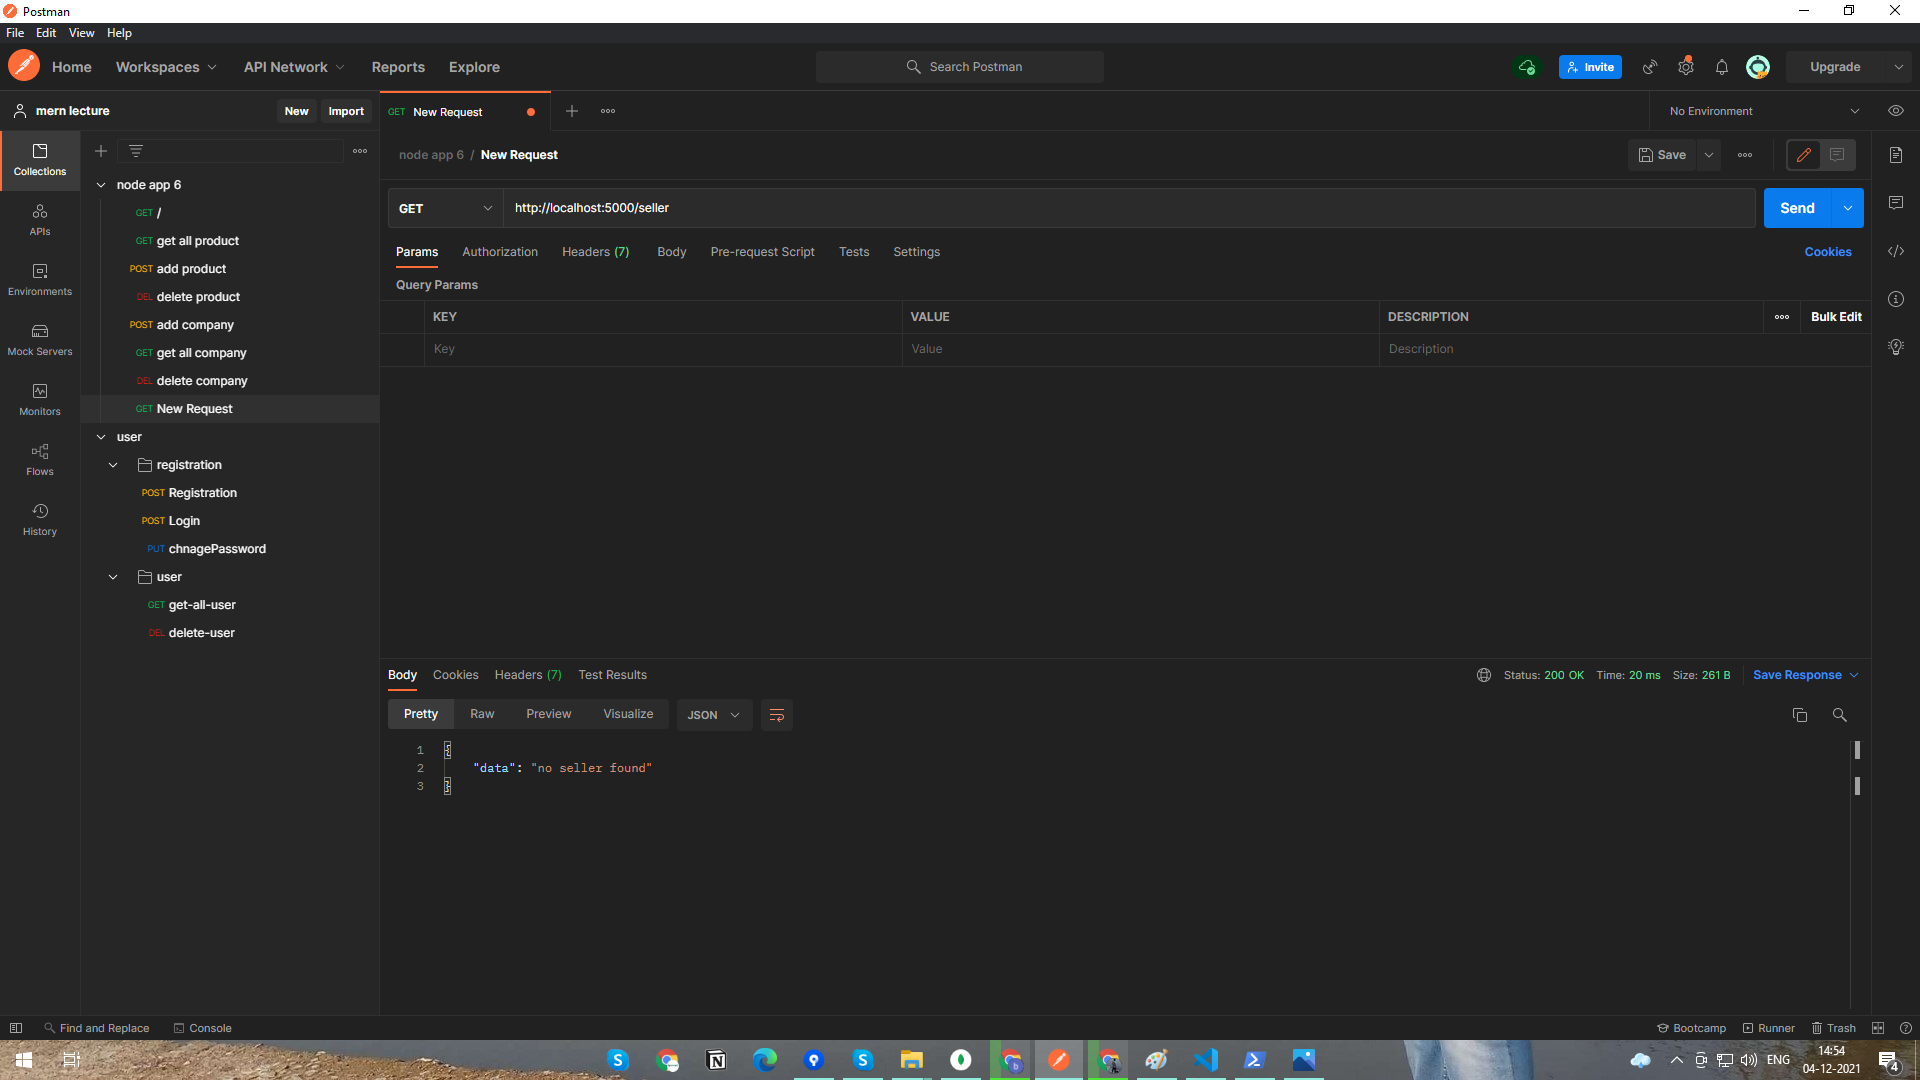 Postman
File Edit View Help
Home Workspaces API Network Reports Explore Search Postman Invite Upgrade
mern lecture New Import GET New Request No Environment
node app 6 / New Request Save
GET http://localhost:5000/seller Send
Params Authorization Headers (7) Body Pre-request Script Tests Settings Cookies
Query Params
KEY VALUE DESCRIPTION Bulk Edit
Key Value Description
Collections
APIs
Environments
Mock Servers
Monitors
Flows
History
node app 6
GET /
GET get all product
POST add product
DEL delete product
POST add company
GET get all company
DEL delete company
GET New Request
user
registration
POST Registration
POST Login
PUT chnagePassword
user
GET get-all-user
DEL delete-user
Body Cookies Headers (7) Test Results Status: 200 OK Time: 20 ms Size: 261 B Save Response
Pretty Raw Preview Visualize JSON
1 {
2 "data": "no seller found"
3 }
Find and Replace Console Bootcamp Runner Trash
ENG 14:54
04-12-2021 4